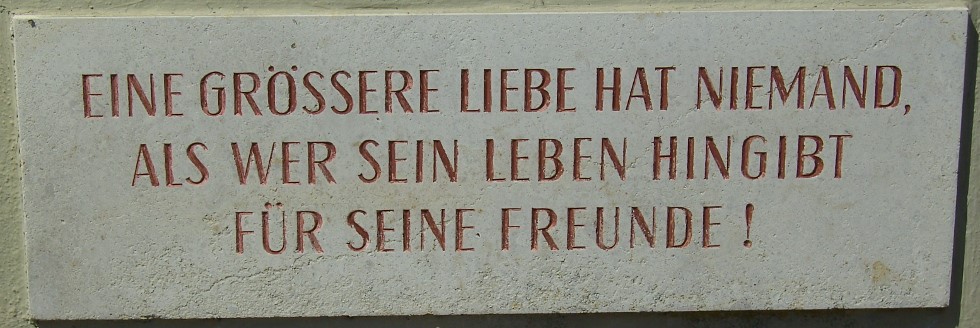 EINE GRÖSSERE LIEBE HAT NIEMAND,
ALS WER SEIN LEBEN HINGIBT
FÜR SEINE FREUNDE !